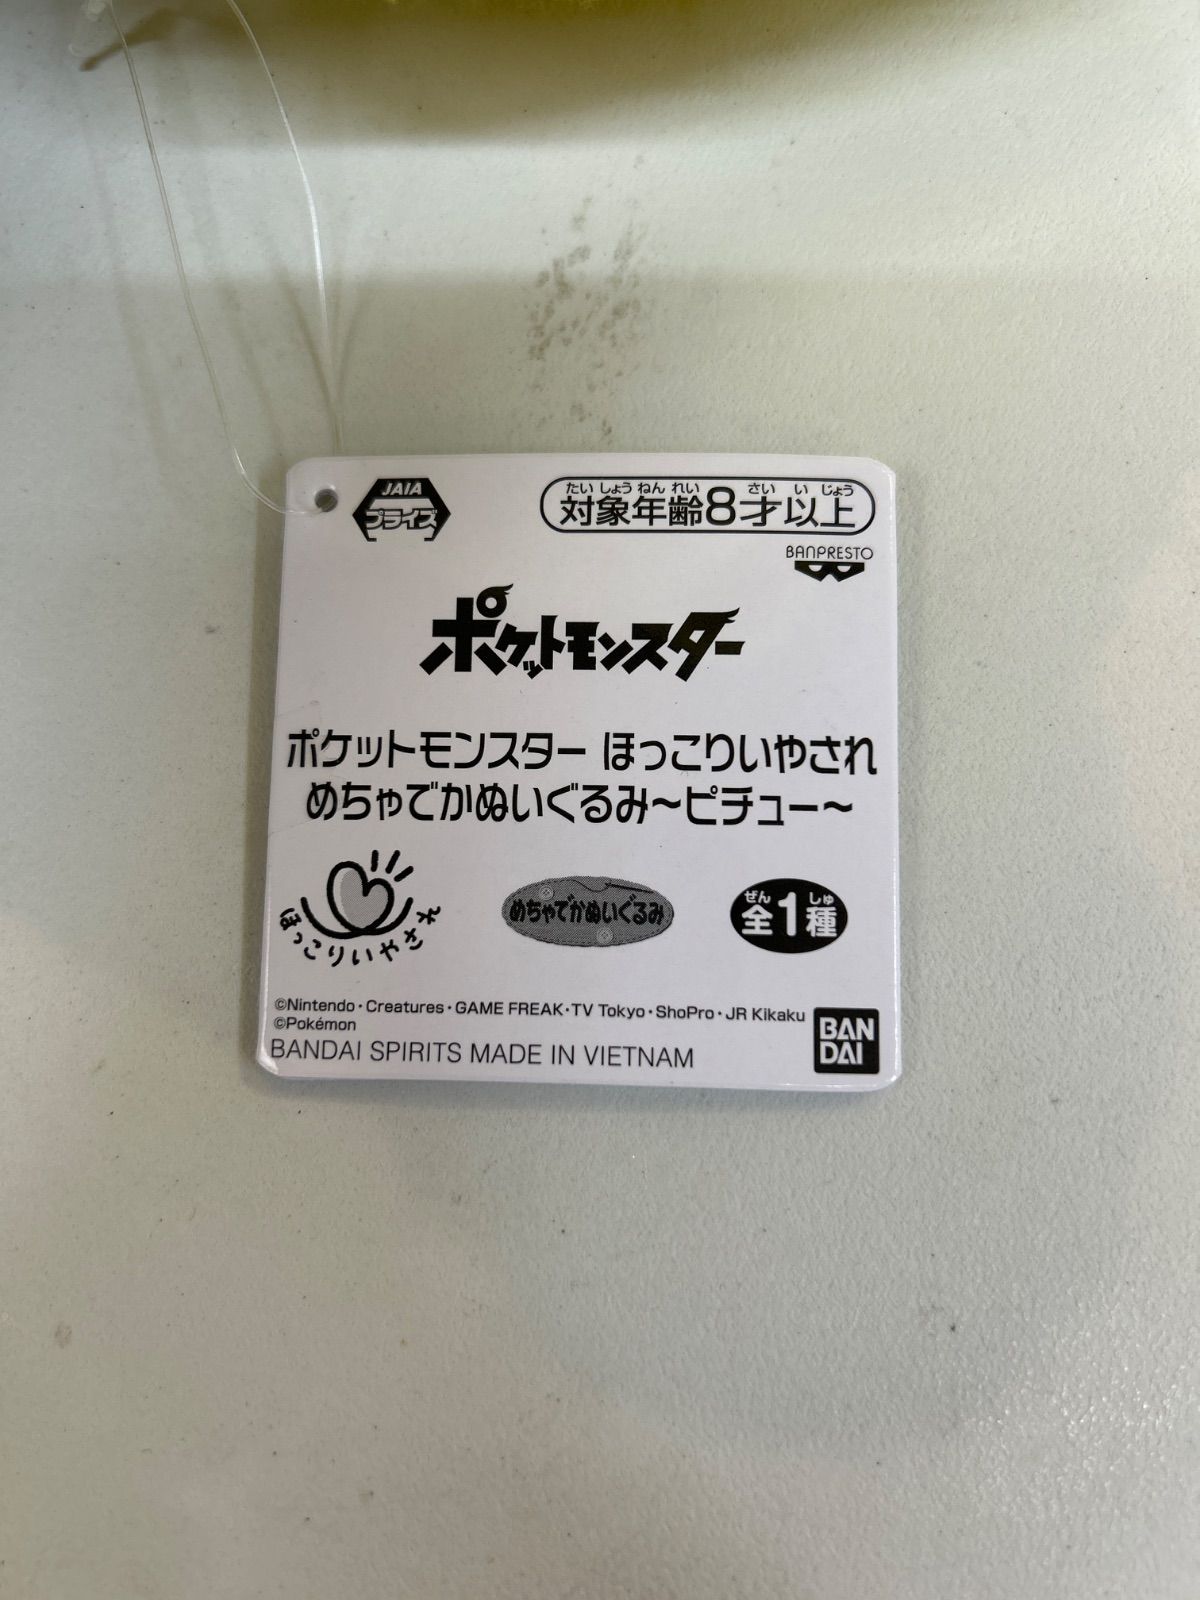 JAIA
プライズ
たいしょうねんれい さいいじょう
対象年齢8才以上
BANPRESTO
ポケットモンスター
ポケットモンスター ほっこりいやされ
めちゃでかぬいぐるみ～ピチュー～
ほっこりいやされ
めちゃでかぬいぐるみ
ぜん しゅ
全1種
©Nintendo・Creatures・GAME FREAK・TV Tokyo・ShoPro・JR Kikaku
©Pokémon
BANDAI SPIRITS MADE IN VIETNAM
BAN
DAI